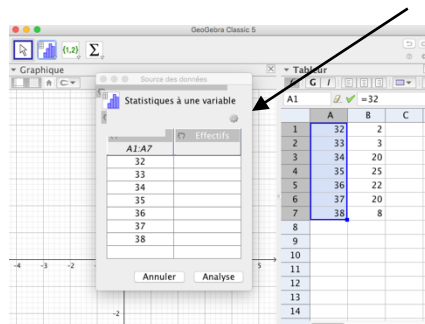 GeoGebra Classic 5
{1,2} Σ
Graphique
Tableur
Source des données
G I
Statistiques à une variable
A1 =32
A B C
Effectifs
A1:A7
32
33
34
35
36
37
38
1 32 2
2 33 3
3 34 20
4 35 25
5 36 22
6 37 20
7 38 8
8
9
10
11
12
13
14
-4 -3 -2 5
Annuler Analyse
-2